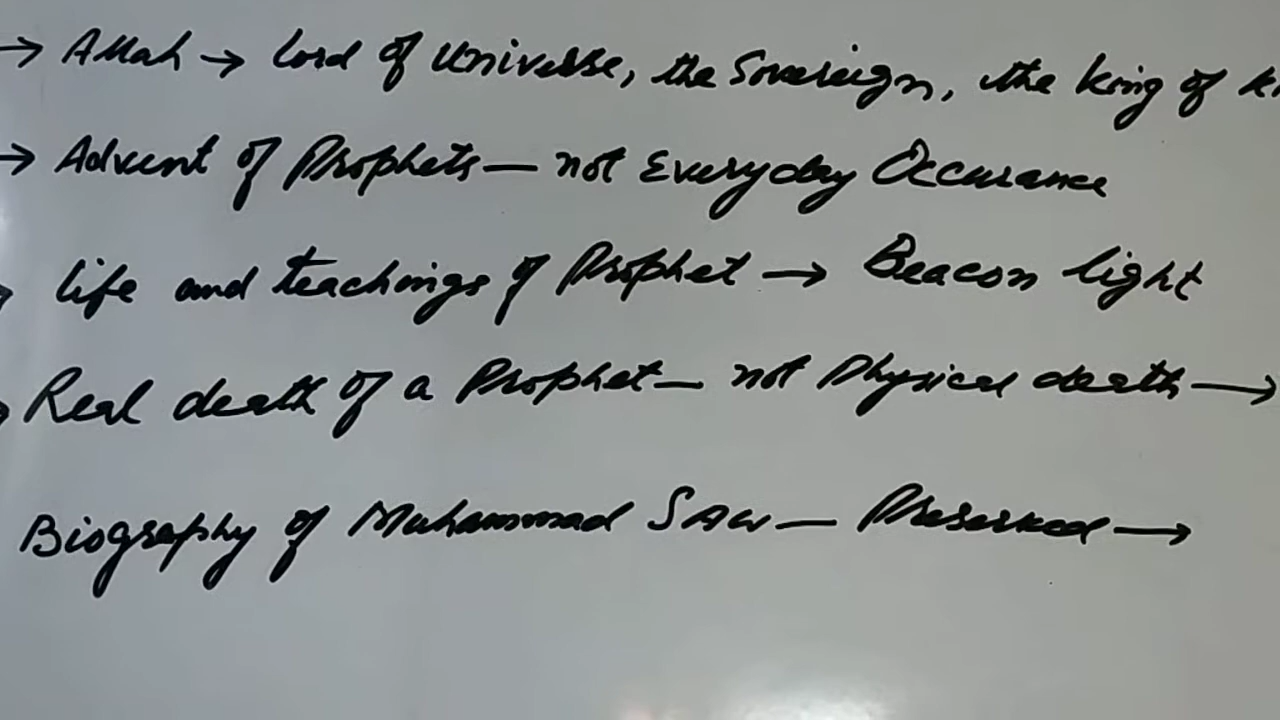 → Allah → Lord of Universe, the Sovereign, the King of
→ Advent of Prophets — not Everyday Occurance
life and teachings of Prophet → Beacon light
Real death of a Prophet — not Physical death →
Biography of Muhammad SAW — Preserved →